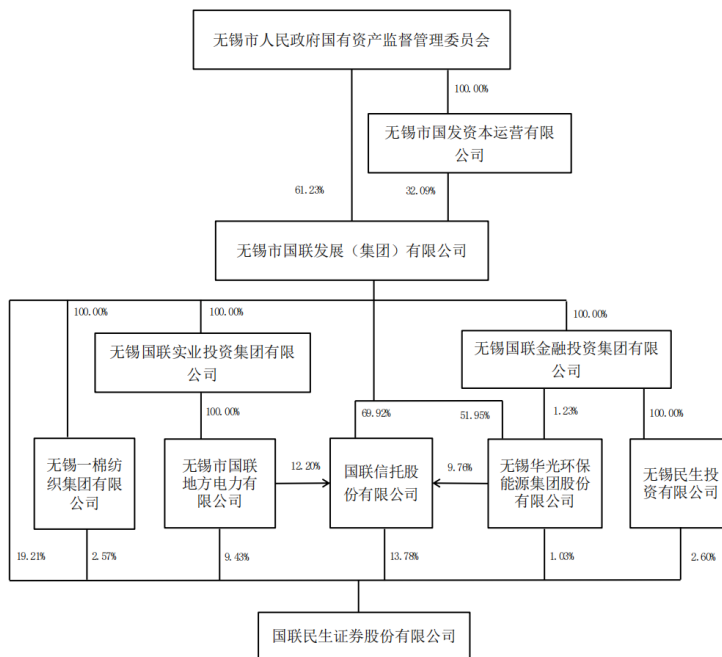 无锡市人民政府国有资产监督管理委员会
100.00%
无锡市国发资本运营有限
公司
61.23%
32.09%
无锡市国联发展（集团）有限公司
100.00%
100.00%
100.00%
无锡国联实业投资集团有限
公司
无锡国联金融投资集团有限
公司
100.00%
69.92%
51.95%
1.23%
100.00%
无锡一棉纺
织集团有限
公司
无锡市国联
地方电力有
限公司
12.20%
国联信托股
份有限公司
9.76%
无锡华光环保
能源集团股份
有限公司
无锡民生投
资有限公司
19.21%
2.57%
9.43%
13.78%
1.03%
2.60%
国联民生证券股份有限公司